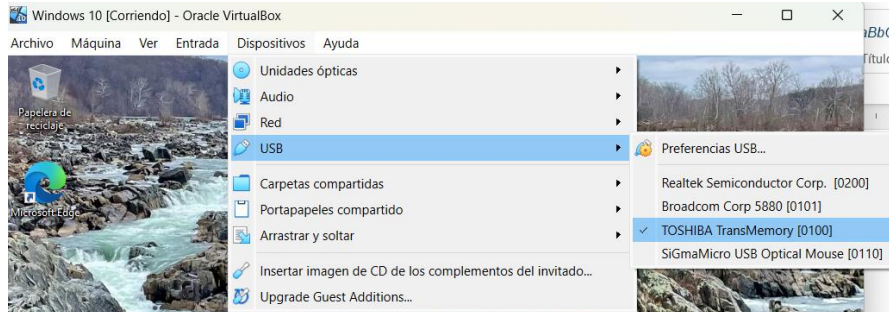 Windows 10 [Corriendo] - Oracle VirtualBox
Archivo Máquina Ver Entrada Dispositivos Ayuda
Papelera de
reciclaje
Microsoft Edge
Unidades ópticas
Audio
Red
USB
Carpetas compartidas
Portapapeles compartido
Arrastrar y soltar
Insertar imagen de CD de los complementos del invitado...
Upgrade Guest Additions...
Preferencias USB...
Realtek Semiconductor Corp. [0200]
Broadcom Corp 5880 [0101]
TOSHIBA TransMemory [0100]
SiGmaMicro USB Optical Mouse [0110]